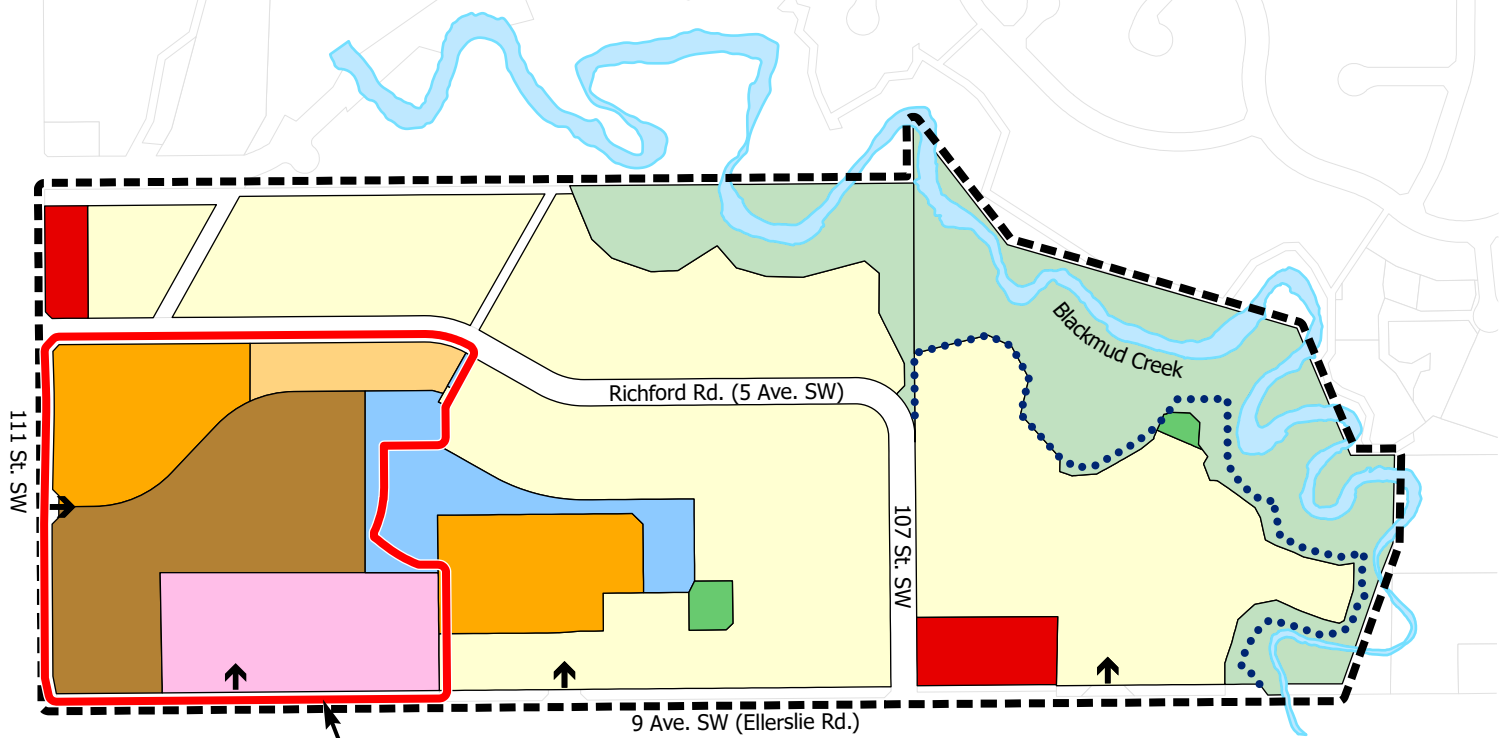 Blackmud Creek
Richford Rd. (5 Ave. SW)
111 St. SW
107 St. SW
9 Ave. SW (Ellerslie Rd.)